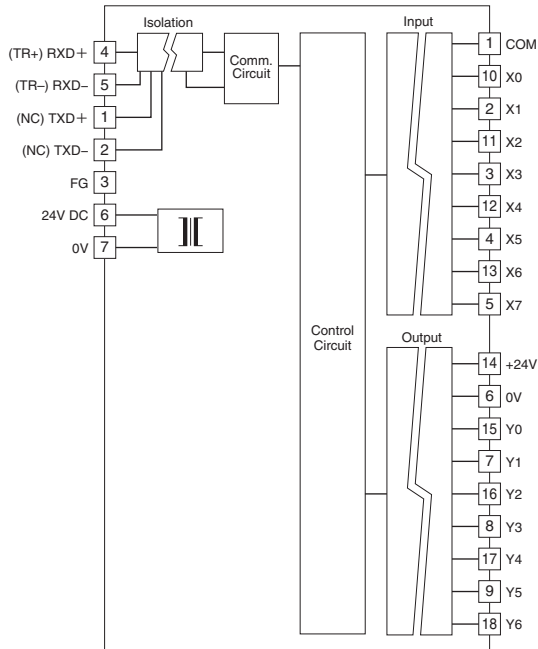 Isolation
Input
(TR+) RXD+ 4
(TR−) RXD- 5
(NC) TXD+ 1
(NC) TXD- 2
FG 3
24V DC 6
0V 7
Comm.
Circuit
Control
Circuit
1 COM
10 X0
2 X1
11 X2
3 X3
12 X4
4 X5
13 X6
5 X7
Output
14 +24V
6 0V
15 Y0
7 Y1
16 Y2
8 Y3
17 Y4
9 Y5
18 Y6